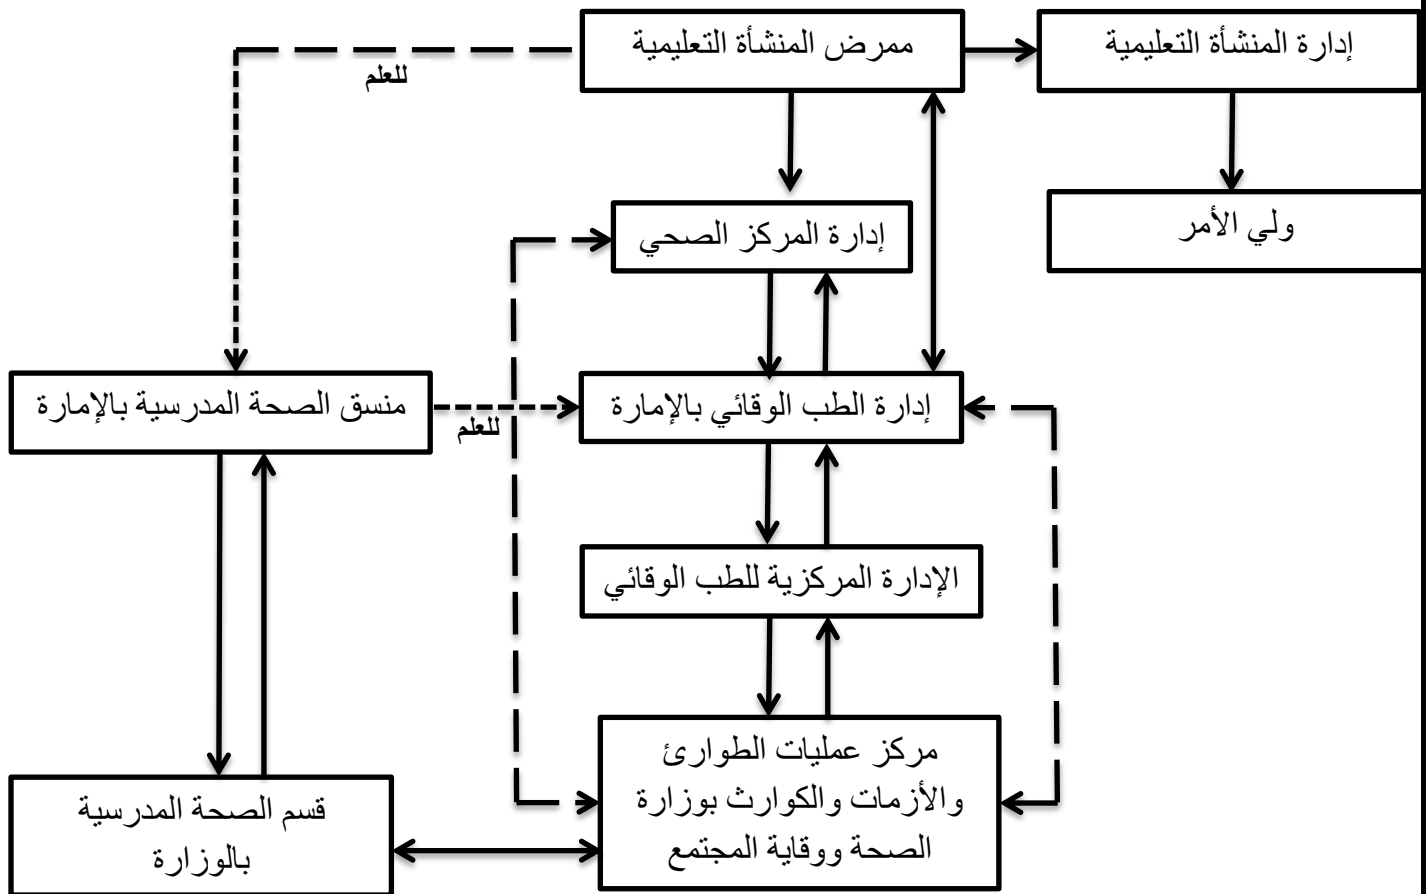 إدارة المنشأة التعليمية
ممرض المنشأة التعليمية
للعلم
ولي الأمر
إدارة المركز الصحي
إدارة الطب الوقائي بالإمارة
منسق الصحة المدرسية بالإمارة
للعلم
الإدارة المركزية للطب الوقائي
مركز عمليات الطوارئ
والأزمات والكوارث بوزارة
الصحة ووقاية المجتمع
قسم الصحة المدرسية
بالوزارة